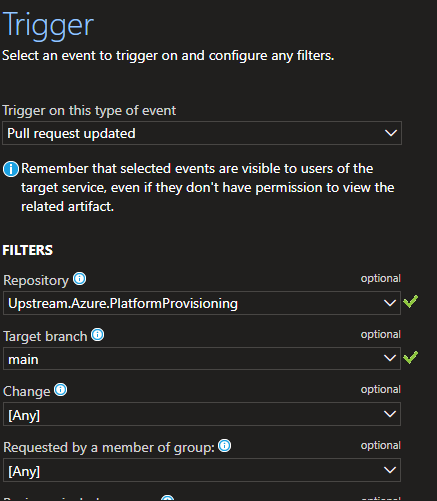 Trigger
Select an event to trigger on and configure any filters.
Trigger on this type of event
Pull request updated
Remember that selected events are visible to users of the
target service, even if they don't have permission to view the
related artifact.
FILTERS
Repository optional
Upstream.Azure.PlatformProvisioning
Target branch optional
main
Change optional
[Any]
Requested by a member of group: optional
[Any]